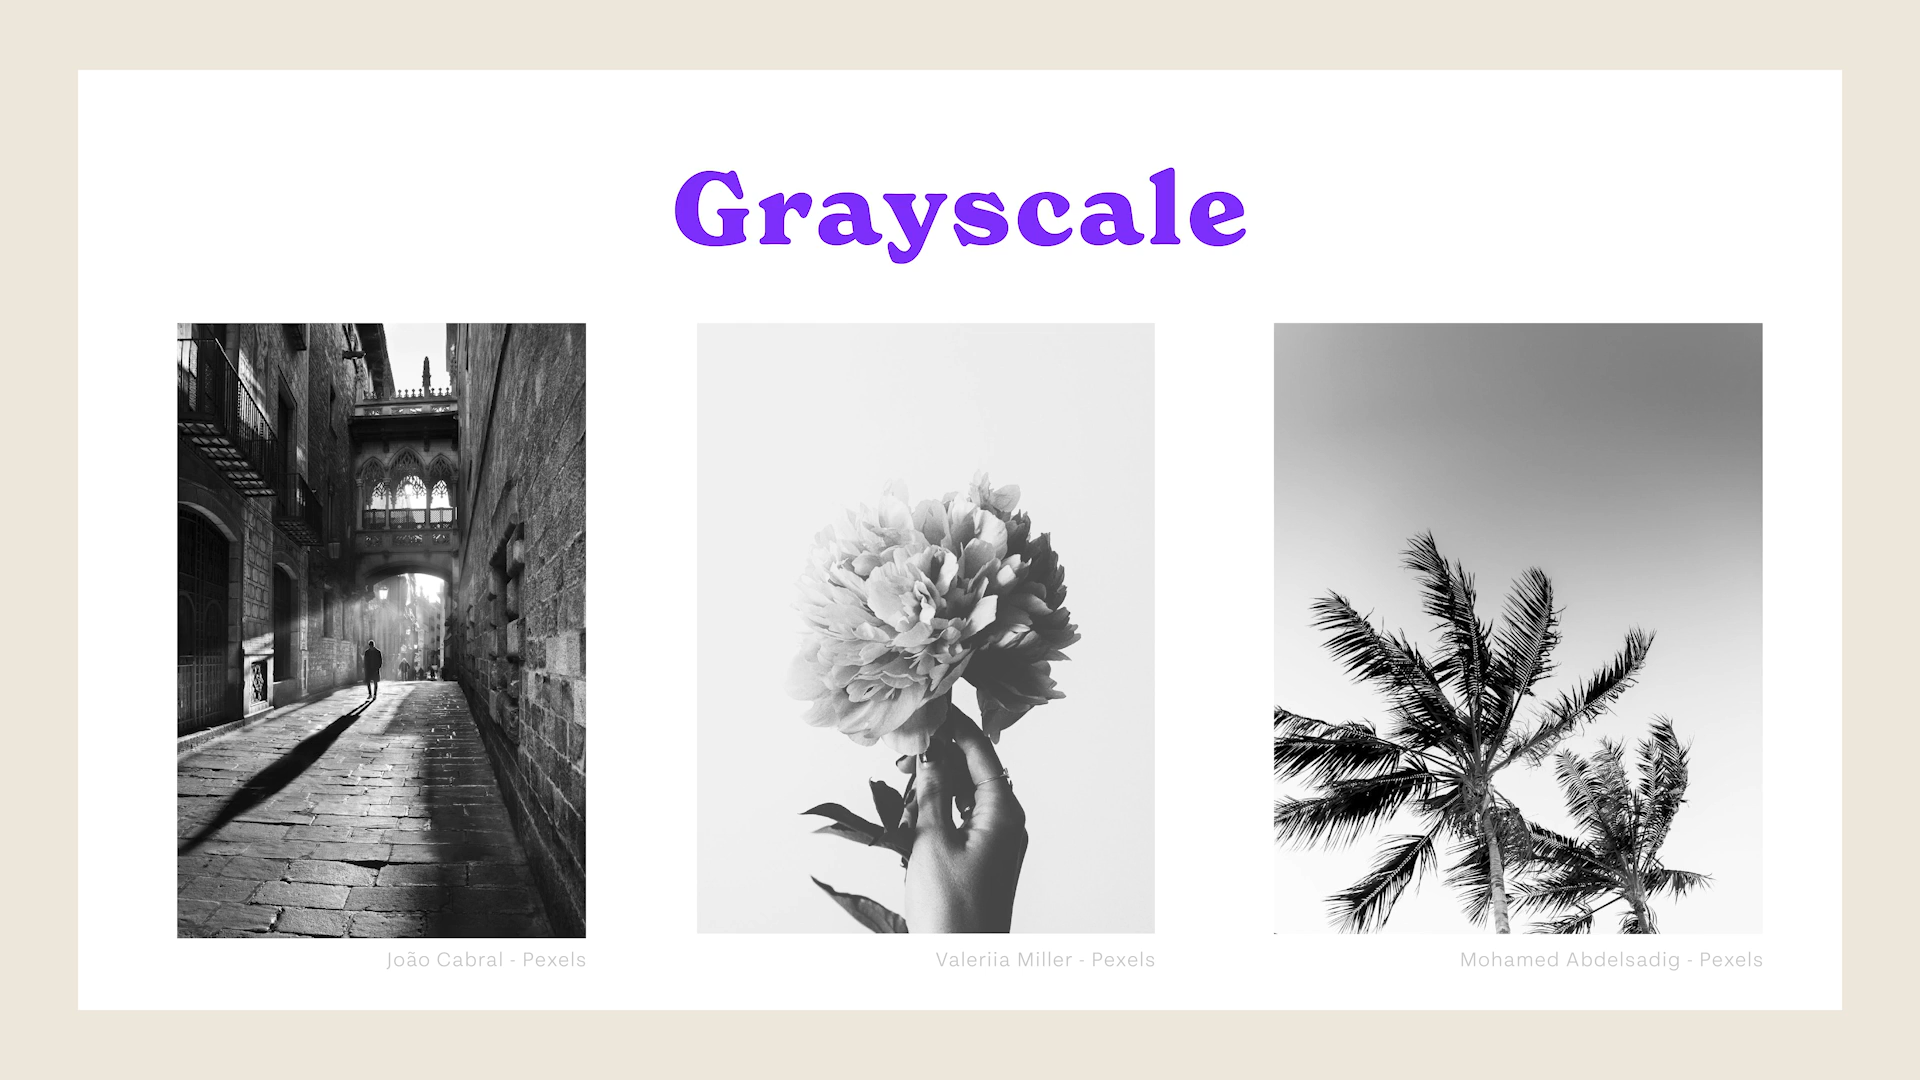 Grayscale
João Cabral - Pexels
Valeriia Miller - Pexels
Mohamed Abdelsadig - Pexels